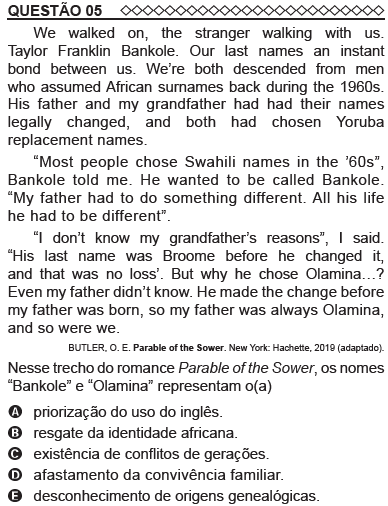 QUESTÃO 05
We walked on, the stranger walking with us.
Taylor Franklin Bankole. Our last names an instant
bond between us. We’re both descended from men
who assumed African surnames back during the 1960s.
His father and my grandfather had had their names
legally changed, and both had chosen Yoruba
replacement names.
“Most people chose Swahili names in the ’60s”,
Bankole told me. He wanted to be called Bankole.
“My father had to do something different. All his life
he had to be different”.
“I don’t know my grandfather’s reasons”, I said.
“His last name was Broome before he changed it,
and that was no loss’. But why he chose Olamina…?
Even my father didn’t know. He made the change before
my father was born, so my father was always Olamina,
and so were we.
BUTLER, O. E. Parable of the Sower. New York: Hachette, 2019 (adaptado).
Nesse trecho do romance Parable of the Sower, os nomes
“Bankole” e “Olamina” representam o(a)
A priorização do uso do inglês.
B resgate da identidade africana.
C existência de conflitos de gerações.
D afastamento da convivência familiar.
E desconhecimento de origens genealógicas.